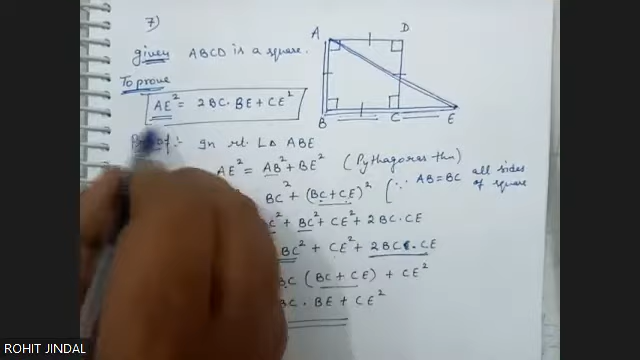 7)
given ABCD is a square.
To prove
AE² = 2BC · BE + CE²
A D
B C E
Proof :- In rt. L∆ ABE
AE² = AB² + BE² (Pythagoras thm)
BC² + (BC + CE)² (∵ AB = BC all sides of square
BC² + CE² + 2BC · CE
BC² + CE² + 2BC · CE
BC (BC + CE) + CE²
BC · BE + CE²
ROHIT JINDAL